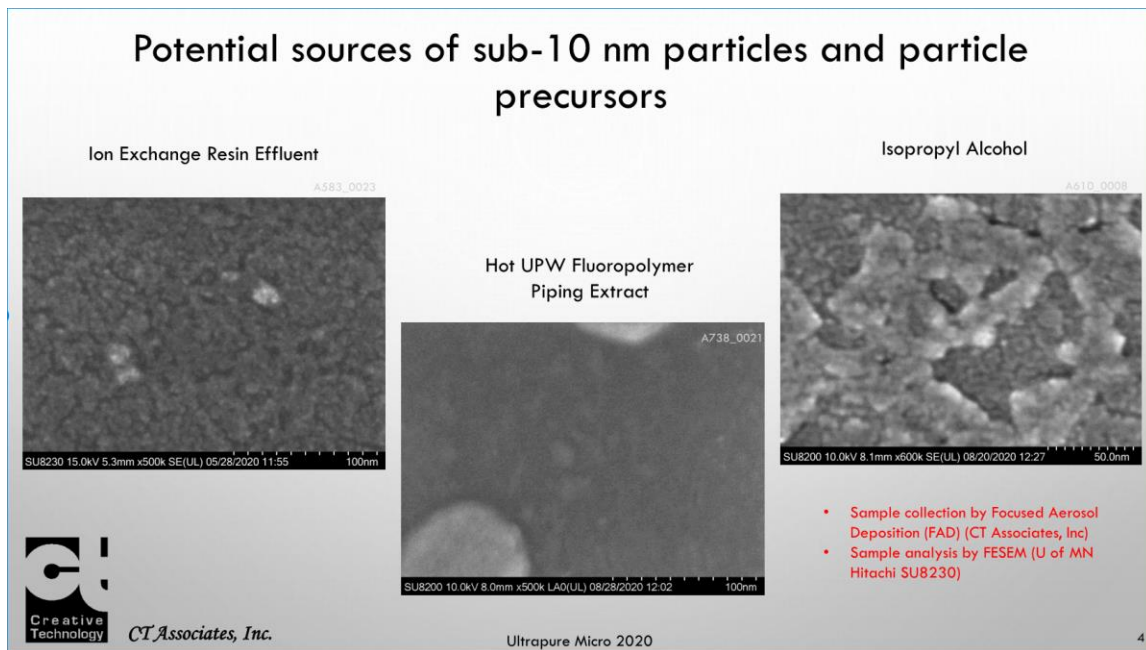 Potential sources of sub-10 nm particles and particle
precursors
Ion Exchange Resin Effluent
A583_0023
SU8230 15.0kV 5.3mm x500k SE(UL) 05/28/2020 11:55
100nm
Hot UPW Fluoropolymer
Piping Extract
A738_0021
SU8200 10.0kV 8.0mm x500k LA0(UL) 08/28/2020 12:02
100nm
Isopropyl Alcohol
A610_0008
SU8200 10.0kV 8.1mm x600k SE(UL) 08/20/2020 12:27
50.0nm
• Sample collection by Focused Aerosol
Deposition (FAD) (CT Associates, Inc)
• Sample analysis by FESEM (U of MN
Hitachi SU8230)
Creative
Technology
CT Associates, Inc.
Ultrapure Micro 2020
4